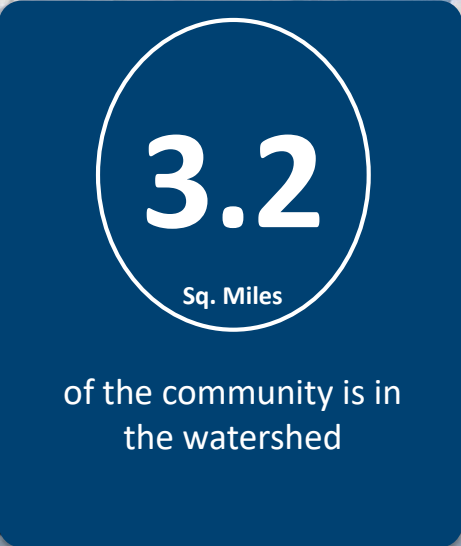 3.2
Sq. Miles
of the community is in
the watershed